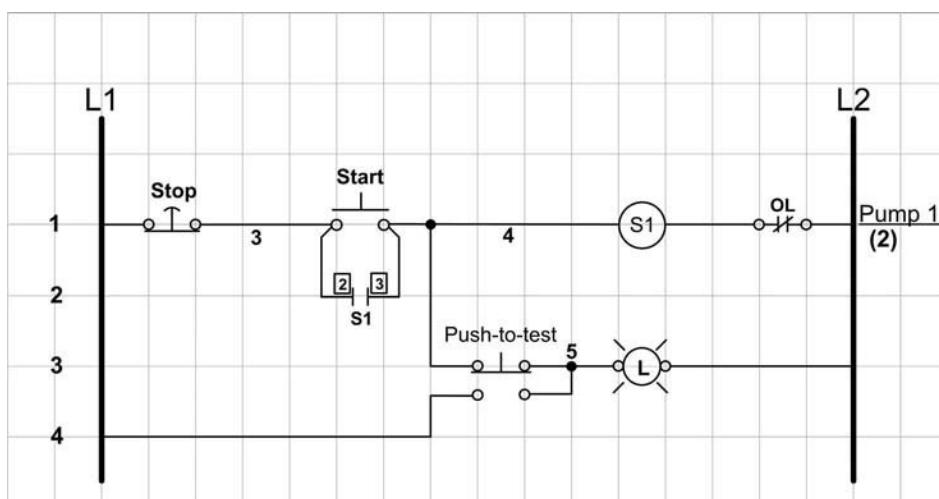 L1 L2
Stop Start OL
1 3 4 S1 Pump 1
(2)
2 2 3
S1
Push-to-test
3 5 L
4